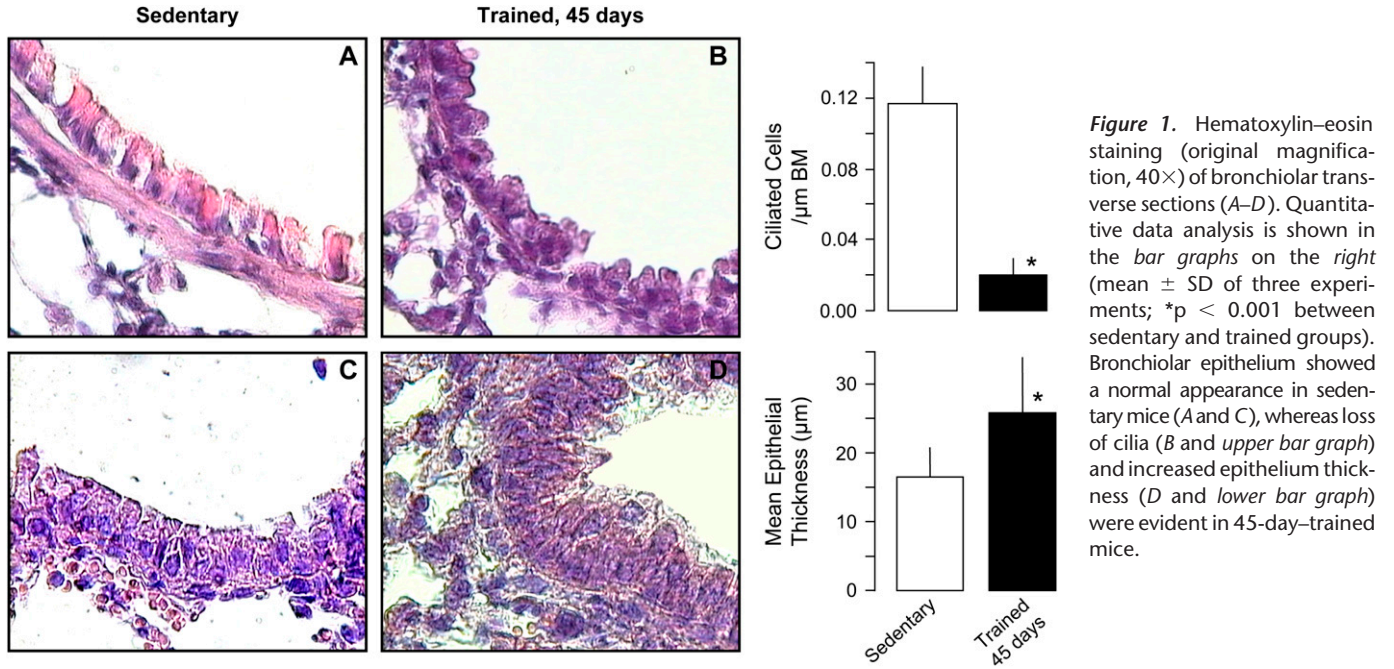 Sedentary
Trained, 45 days
A
B
C
D
Ciliated Cells
/µm BM
0.12
0.08
0.04
0.00
*
Mean Epithelial
Thickness (µm)
30
20
10
0
*
Sedentary
Trained
45 days
Figure 1. Hematoxylin–eosin
staining (original magnifica-
tion, 40×) of bronchiolar trans-
verse sections (A–D). Quantita-
tive data analysis is shown in
the bar graphs on the right
(mean ± SD of three experi-
ments; *p < 0.001 between
sedentary and trained groups).
Bronchiolar epithelium showed
a normal appearance in seden-
tary mice (A and C), whereas loss
of cilia (B and upper bar graph)
and increased epithelium thick-
ness (D and lower bar graph)
were evident in 45-day–trained
mice.